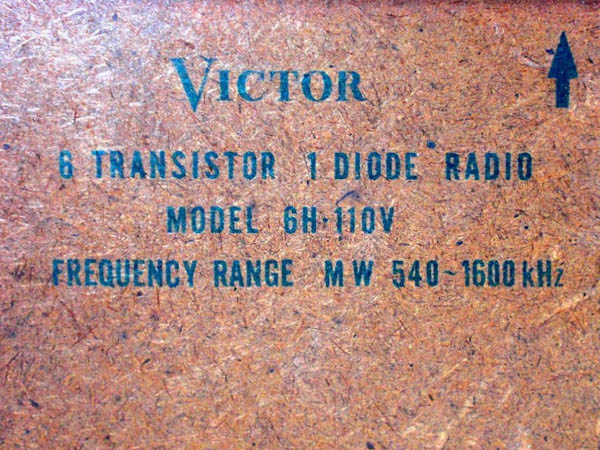 VICTOR
6 TRANSISTOR 1 DIODE RADIO
MODEL 6H-110V
FREQUENCY RANGE MW 540~1600 kHz